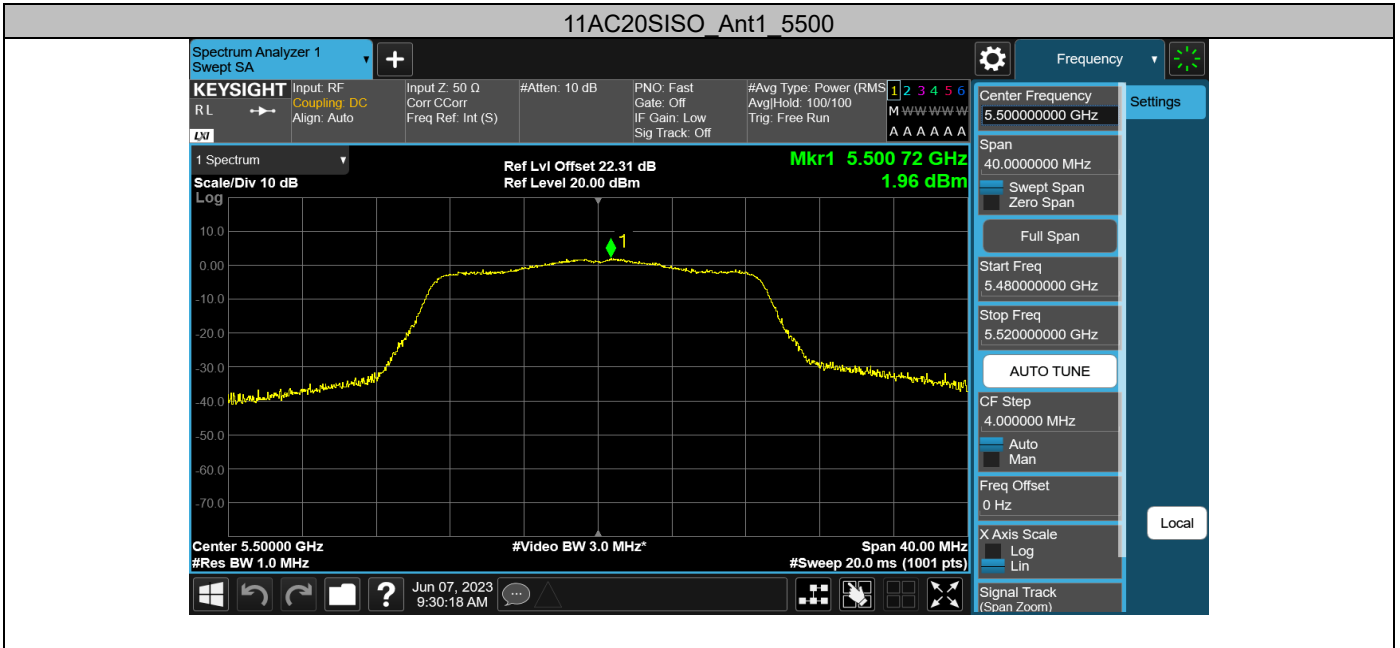 11AC20SISO_Ant1_5500
Spectrum Analyzer 1
Swept SA
+
Frequency
KEYSIGHT
RL
LXI
Input: RF
Coupling: DC
Align: Auto
Input Z: 50 Ω
Corr CCorr
Freq Ref: Int (S)
#Atten: 10 dB
PNO: Fast
Gate: Off
IF Gain: Low
Sig Track: Off
#Avg Type: Power (RMS
Avg|Hold: 100/100
Trig: Free Run
1 2 3 4 5 6
M W W W W W
A A A A A A
1 Spectrum
Scale/Div 10 dB
Ref Lvl Offset 22.31 dB
Ref Level 20.00 dBm
Mkr1 5.500 72 GHz
1.96 dBm
Log
10.0
0.00
-10.0
-20.0
-30.0
-40.0
-50.0
-60.0
-70.0
1
Center 5.50000 GHz
#Res BW 1.0 MHz
#Video BW 3.0 MHz*
Span 40.00 MHz
#Sweep 20.0 ms (1001 pts)
Center Frequency
5.500000000 GHz
Settings
Span
40.0000000 MHz
Swept Span
Zero Span
Full Span
Start Freq
5.480000000 GHz
Stop Freq
5.520000000 GHz
AUTO TUNE
CF Step
4.000000 MHz
Auto
Man
Freq Offset
0 Hz
X Axis Scale
Log
Lin
Local
Signal Track
(Span Zoom)
?
Jun 07, 2023
9:30:18 AM